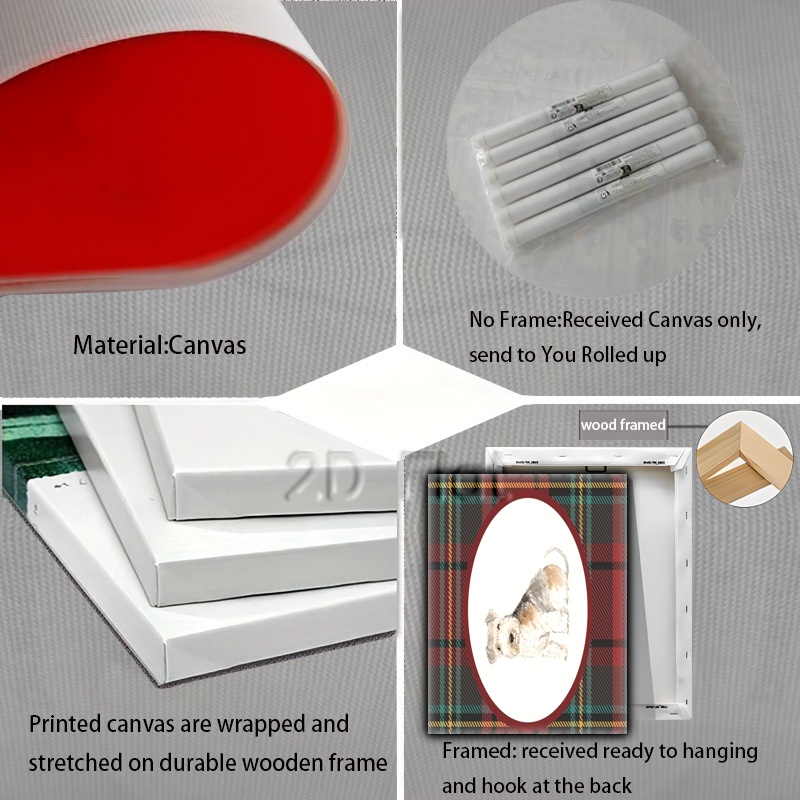 Material:Canvas
No Frame:Received Canvas only,
send to You Rolled up
wood framed
2D
Printed canvas are wrapped and
stretched on durable wooden frame
Framed: received ready to hanging
and hook at the back